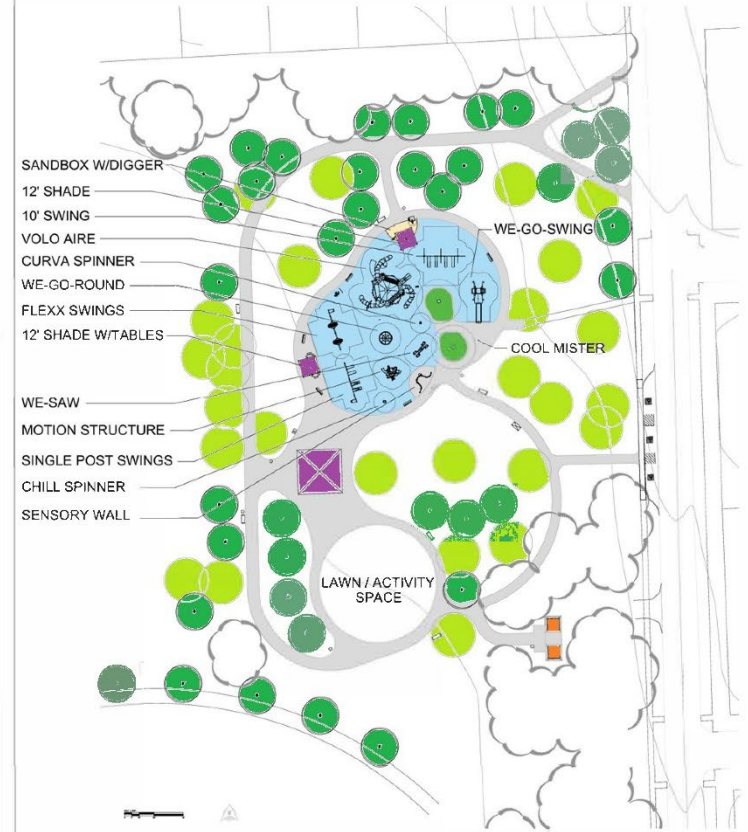 SANDBOX W/DIGGER
12' SHADE
10' SWING
VOLO AIRE
CURVA SPINNER
WE-GO-ROUND
FLEXX SWINGS
12' SHADE W/TABLES
WE-SAW
MOTION STRUCTURE
SINGLE POST SWINGS
CHILL SPINNER
SENSORY WALL
WE-GO-SWING
COOL MISTER
LAWN / ACTIVITY
SPACE